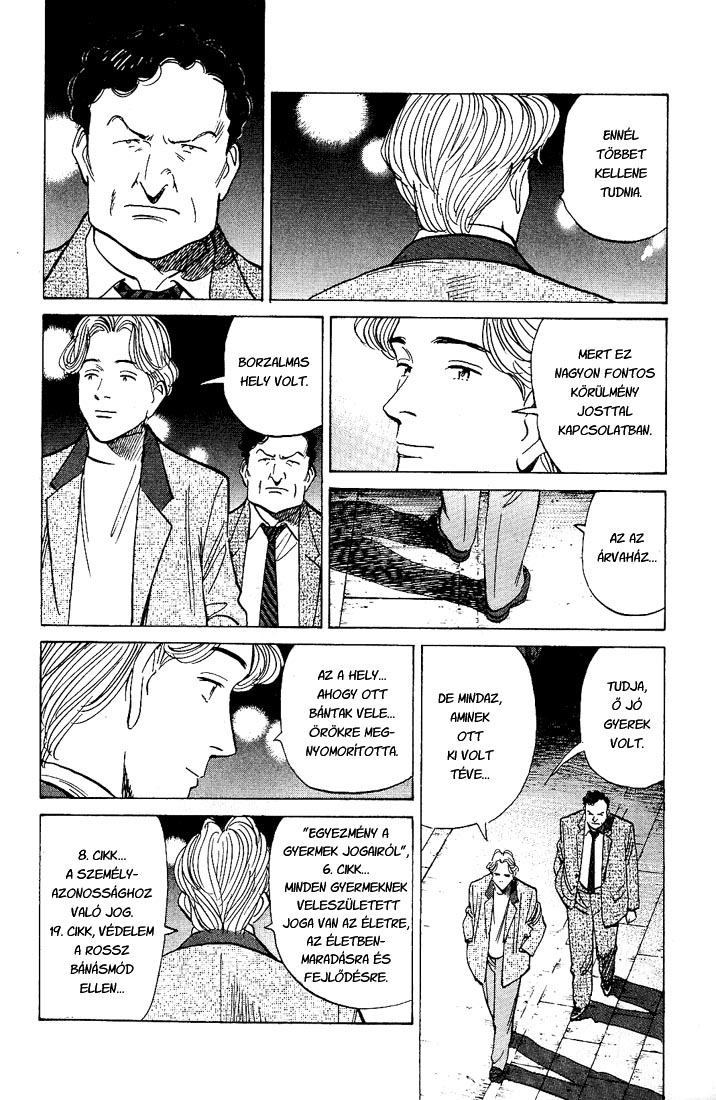 ENNÉL
TÖBBET
KELLENE
TUDNIA.
MERT EZ
NAGYON FONTOS
KÖRÜLMÉNY
JOSTTAL
KAPCSOLATBAN.
AZ AZ
ÁRVAHÁZ...
BORZALMAS
HELY VOLT.
TUDJA,
Ő JÓ
GYEREK
VOLT.
DE MINDAZ,
AMINEK
OTT
KI VOLT
TÉVE...
AZ A HELY...
AHOGY OTT
BÁNTAK VELE...
ÖRÖKRE MEG-
NYOMORÍTOTTA.
"EGYEZMÉNY A
GYERMEK JOGAIRÓL",
6. CIKK...
MINDEN GYERMEKNEK
VELESZÜLETETT
JOGA VAN AZ ÉLETRE,
AZ ÉLETBEN-
MARADÁSRA ÉS
FEJLŐDÉSRE.
8. CIKK...
A SZEMÉLY-
AZONOSSÁGHOZ
VALÓ JOG.
19. CIKK, VÉDELEM
A ROSSZ
BÁNÁSMÓD
ELLEN...